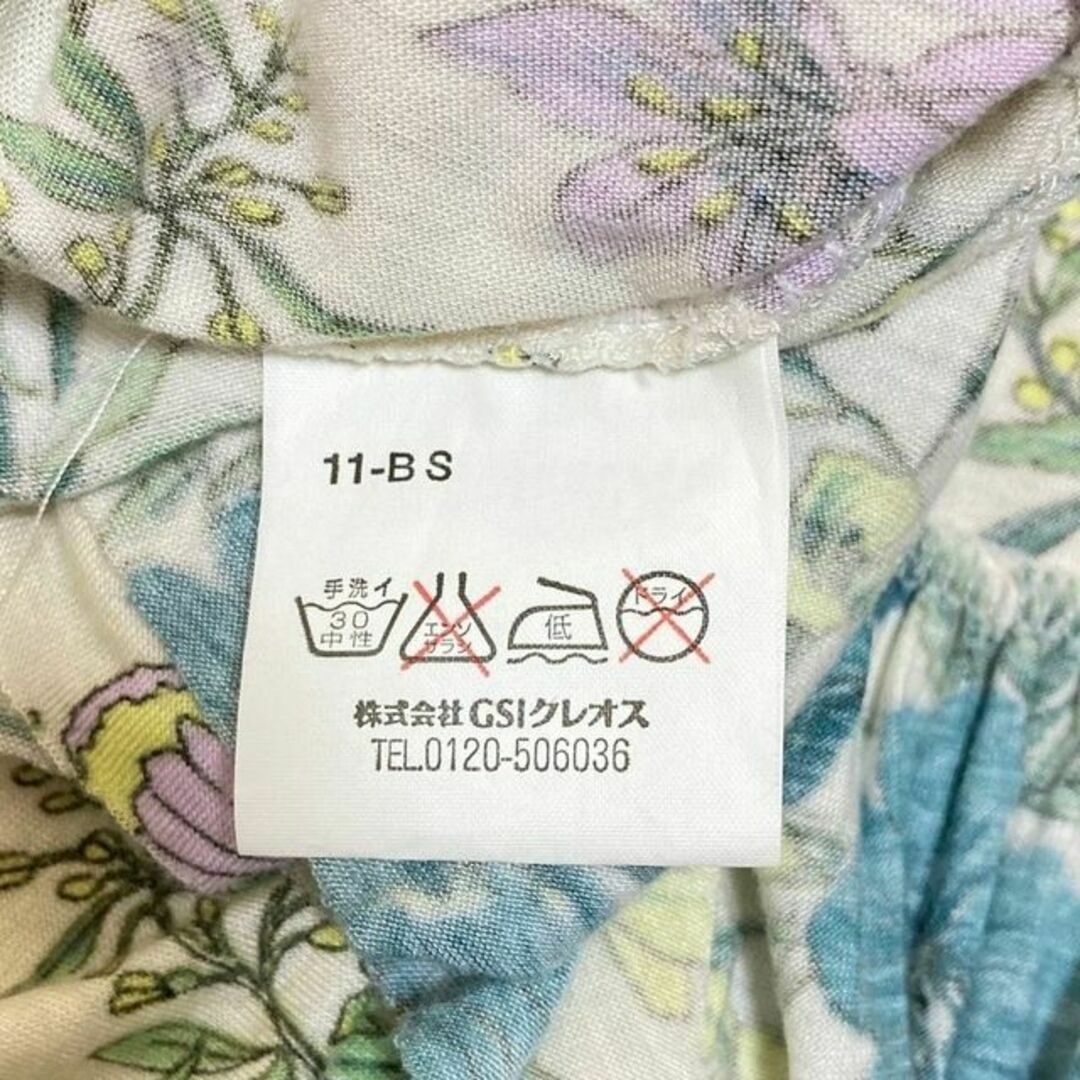 11-B S
手洗イ
30
中性
エンソ
サラシ
低
ドライ
株式会社 GSIクレオス
TEL.0120-506036